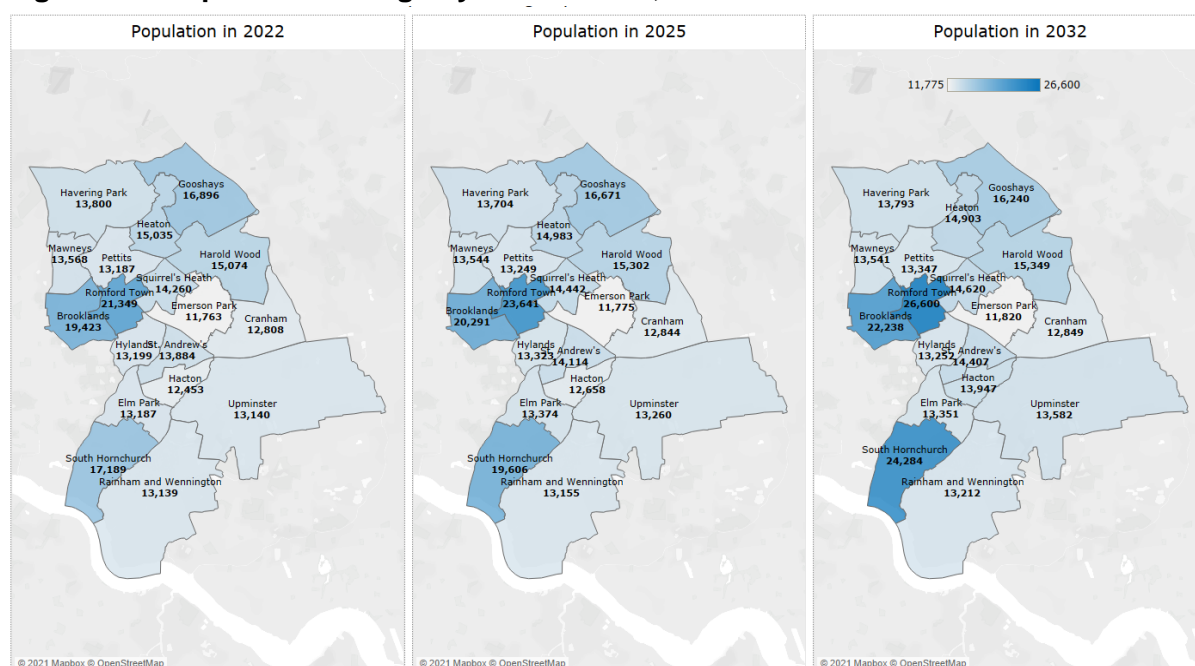 Population in 2022
Havering Park
13,800
Gooshays
16,896
Heaton
15,035
Mawneys
13,568
Pettits
13,187
Harold Wood
15,074
Squirrel's Heath
14,260
Romford Town
21,349
Emerson Park
11,763
Brooklands
19,423
Cranham
12,808
Hylands
13,199
St. Andrew's
13,884
Hacton
12,453
Elm Park
13,187
Upminster
13,140
South Hornchurch
17,189
Rainham and Wennington
13,139
© 2021 Mapbox © OpenStreetMap
Population in 2025
Havering Park
13,704
Gooshays
16,671
Heaton
14,983
Mawneys
13,544
Pettits
13,249
Harold Wood
15,302
Squirrel's Heath
14,442
Romford Town
23,641
Emerson Park
11,775
Brooklands
20,291
Cranham
12,844
Hylands
13,323
St. Andrew's
14,114
Hacton
12,658
Elm Park
13,374
Upminster
13,260
South Hornchurch
19,606
Rainham and Wennington
13,155
© 2021 Mapbox © OpenStreetMap
Population in 2032
11,775 26,600
Havering Park
13,793
Gooshays
16,240
Heaton
14,903
Mawneys
13,541
Pettits
13,347
Harold Wood
15,349
Squirrel's Heath
14,620
Romford Town
26,600
Emerson Park
11,820
Brooklands
22,238
Cranham
12,849
Hylands
13,252
St. Andrew's
14,407
Hacton
13,947
Elm Park
13,351
Upminster
13,582
South Hornchurch
24,284
Rainham and Wennington
13,212
© 2021 Mapbox © OpenStreetMap